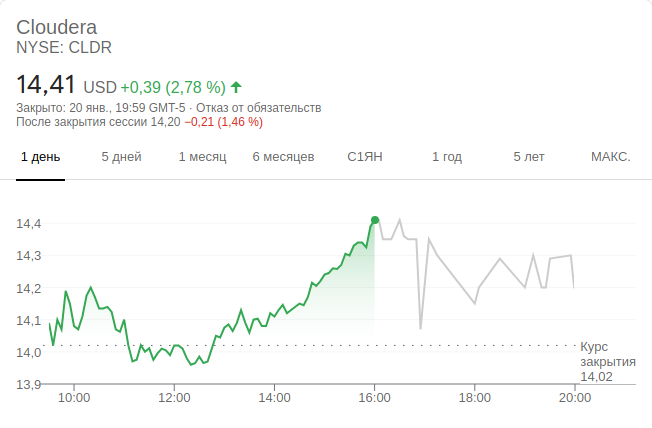 Cloudera
NYSE: CLDR
14,41 USD +0,39 (2,78 %)
Закрыто: 20 янв., 19:59 GMT-5 · Отказ от обязательств
После закрытия сессии 14,20 −0,21 (1,46 %)
1 день 5 дней 1 месяц 6 месяцев С1ЯН 1 год 5 лет МАКС.
14,4
14,3
14,2
14,1
14,0
13,9
Курс
закрытия
14,02
10:00 12:00 14:00 16:00 18:00 20:00